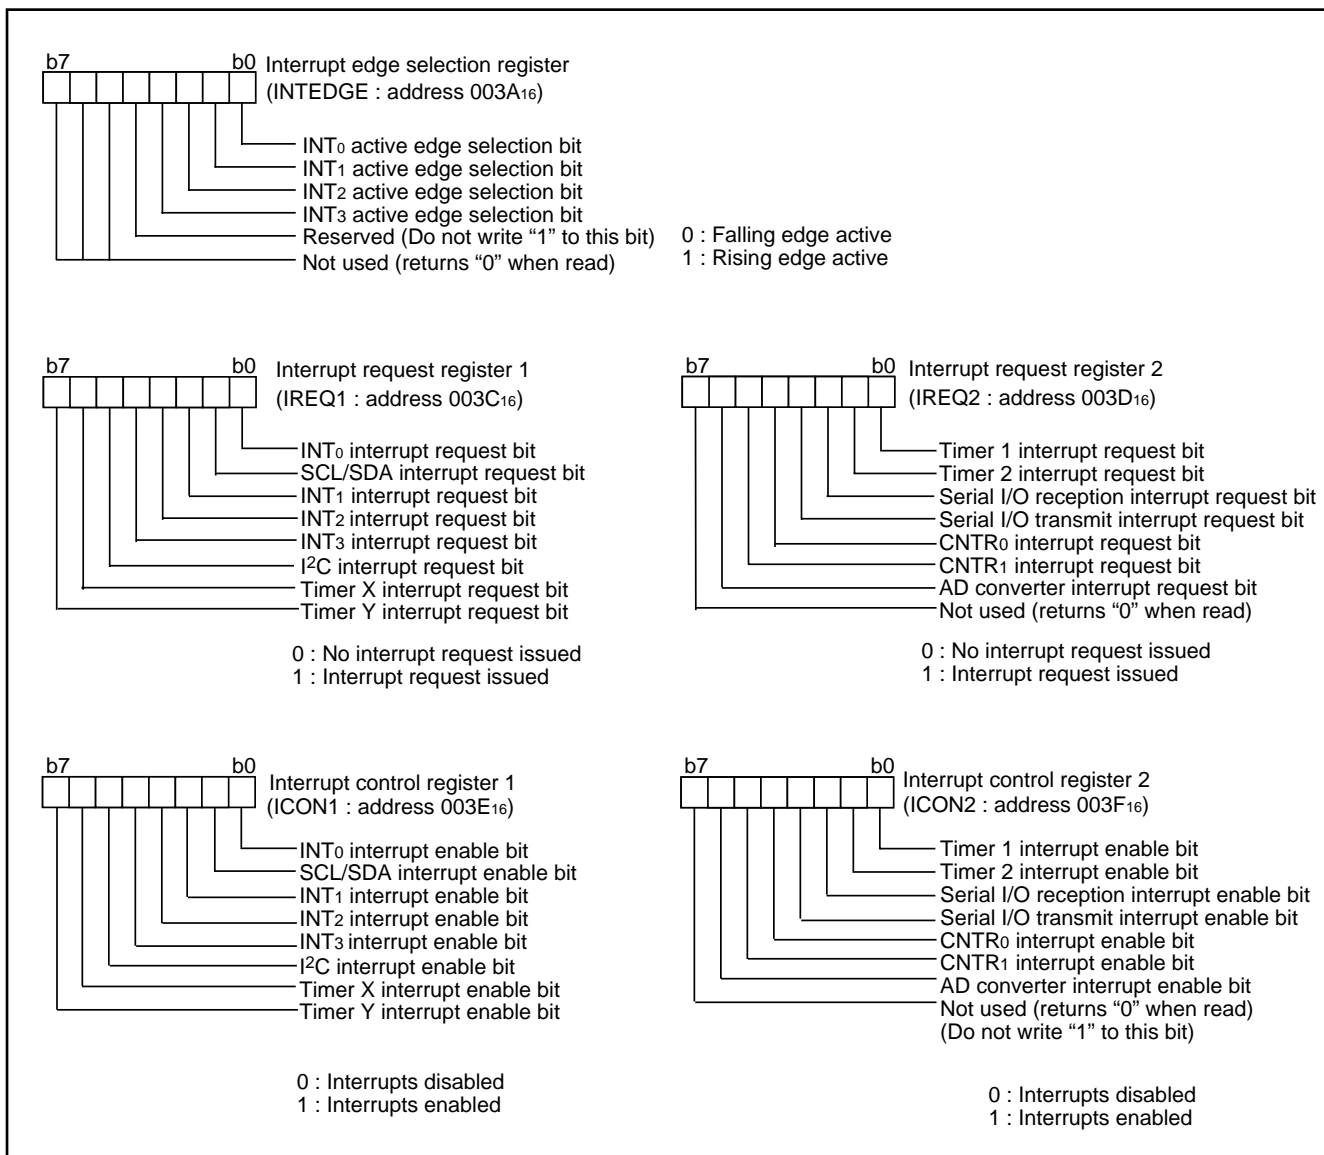 b7 b0 Interrupt edge selection register
(INTEDGE : address 003A16)
INT0 active edge selection bit
INT1 active edge selection bit
INT2 active edge selection bit
INT3 active edge selection bit
Reserved (Do not write “1” to this bit)
Not used (returns “0” when read)
0 : Falling edge active
1 : Rising edge active
b7 b0 Interrupt request register 1
(IREQ1 : address 003C16)
INT0 interrupt request bit
SCL/SDA interrupt request bit
INT1 interrupt request bit
INT2 interrupt request bit
INT3 interrupt request bit
I2C interrupt request bit
Timer X interrupt request bit
Timer Y interrupt request bit
0 : No interrupt request issued
1 : Interrupt request issued
b7 b0 Interrupt request register 2
(IREQ2 : address 003D16)
Timer 1 interrupt request bit
Timer 2 interrupt request bit
Serial I/O reception interrupt request bit
Serial I/O transmit interrupt request bit
CNTR0 interrupt request bit
CNTR1 interrupt request bit
AD converter interrupt request bit
Not used (returns “0” when read)
0 : No interrupt request issued
1 : Interrupt request issued
b7 b0 Interrupt control register 1
(ICON1 : address 003E16)
INT0 interrupt enable bit
SCL/SDA interrupt enable bit
INT1 interrupt enable bit
INT2 interrupt enable bit
INT3 interrupt enable bit
I2C interrupt enable bit
Timer X interrupt enable bit
Timer Y interrupt enable bit
0 : Interrupts disabled
1 : Interrupts enabled
b7 b0 Interrupt control register 2
(ICON2 : address 003F16)
Timer 1 interrupt enable bit
Timer 2 interrupt enable bit
Serial I/O reception interrupt enable bit
Serial I/O transmit interrupt enable bit
CNTR0 interrupt enable bit
CNTR1 interrupt enable bit
AD converter interrupt enable bit
Not used (returns “0” when read)
(Do not write “1” to this bit)
0 : Interrupts disabled
1 : Interrupts enabled